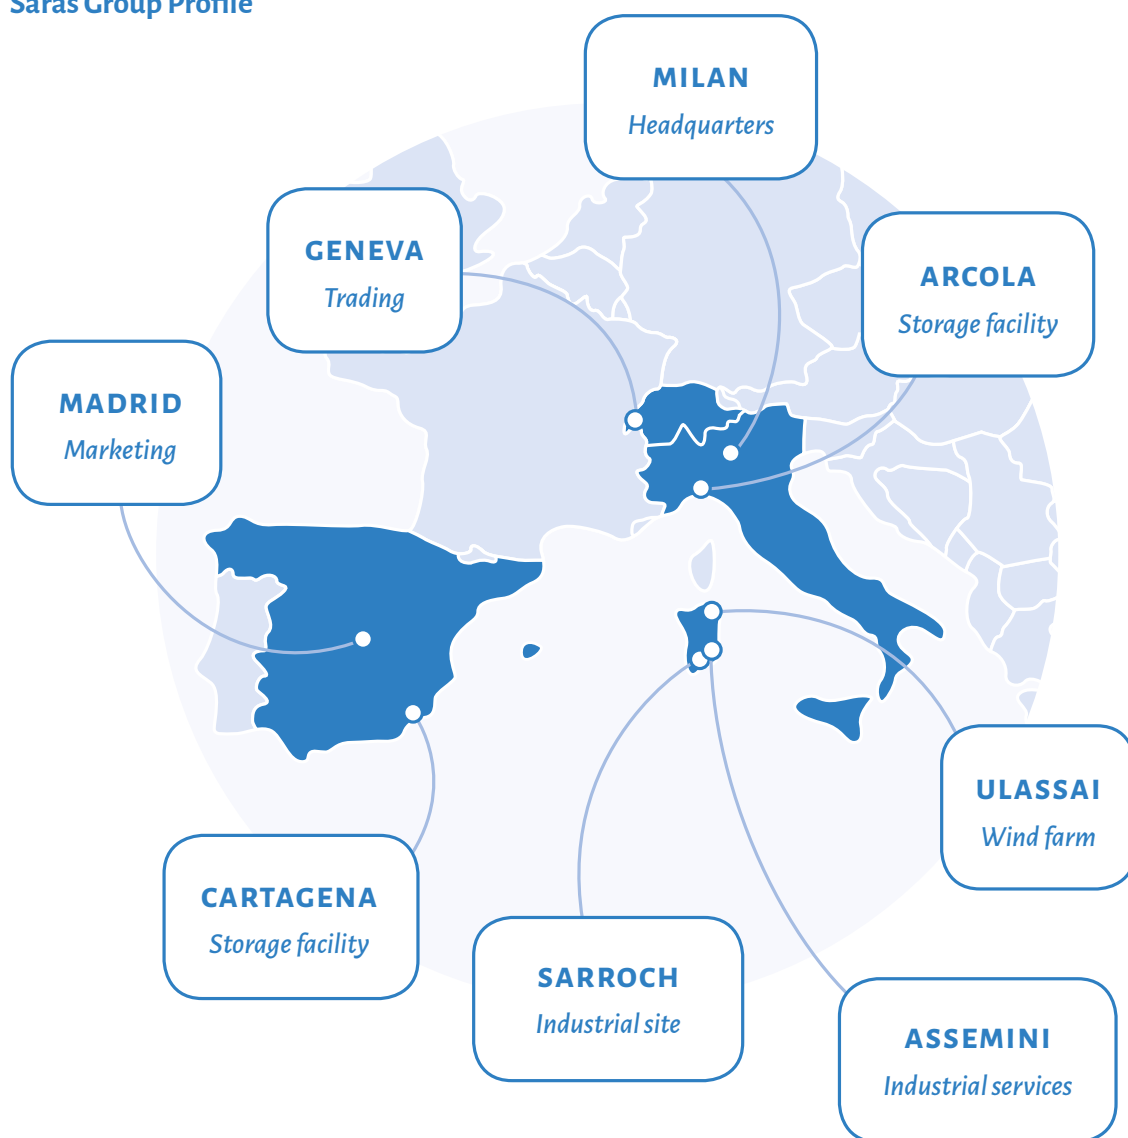 Saras Group Profile
MILAN
Headquarters
GENEVA
Trading
ARCOLA
Storage facility
MADRID
Marketing
ULASSAI
Wind farm
CARTAGENA
Storage facility
SARROCH
Industrial site
ASSEMINI
Industrial services